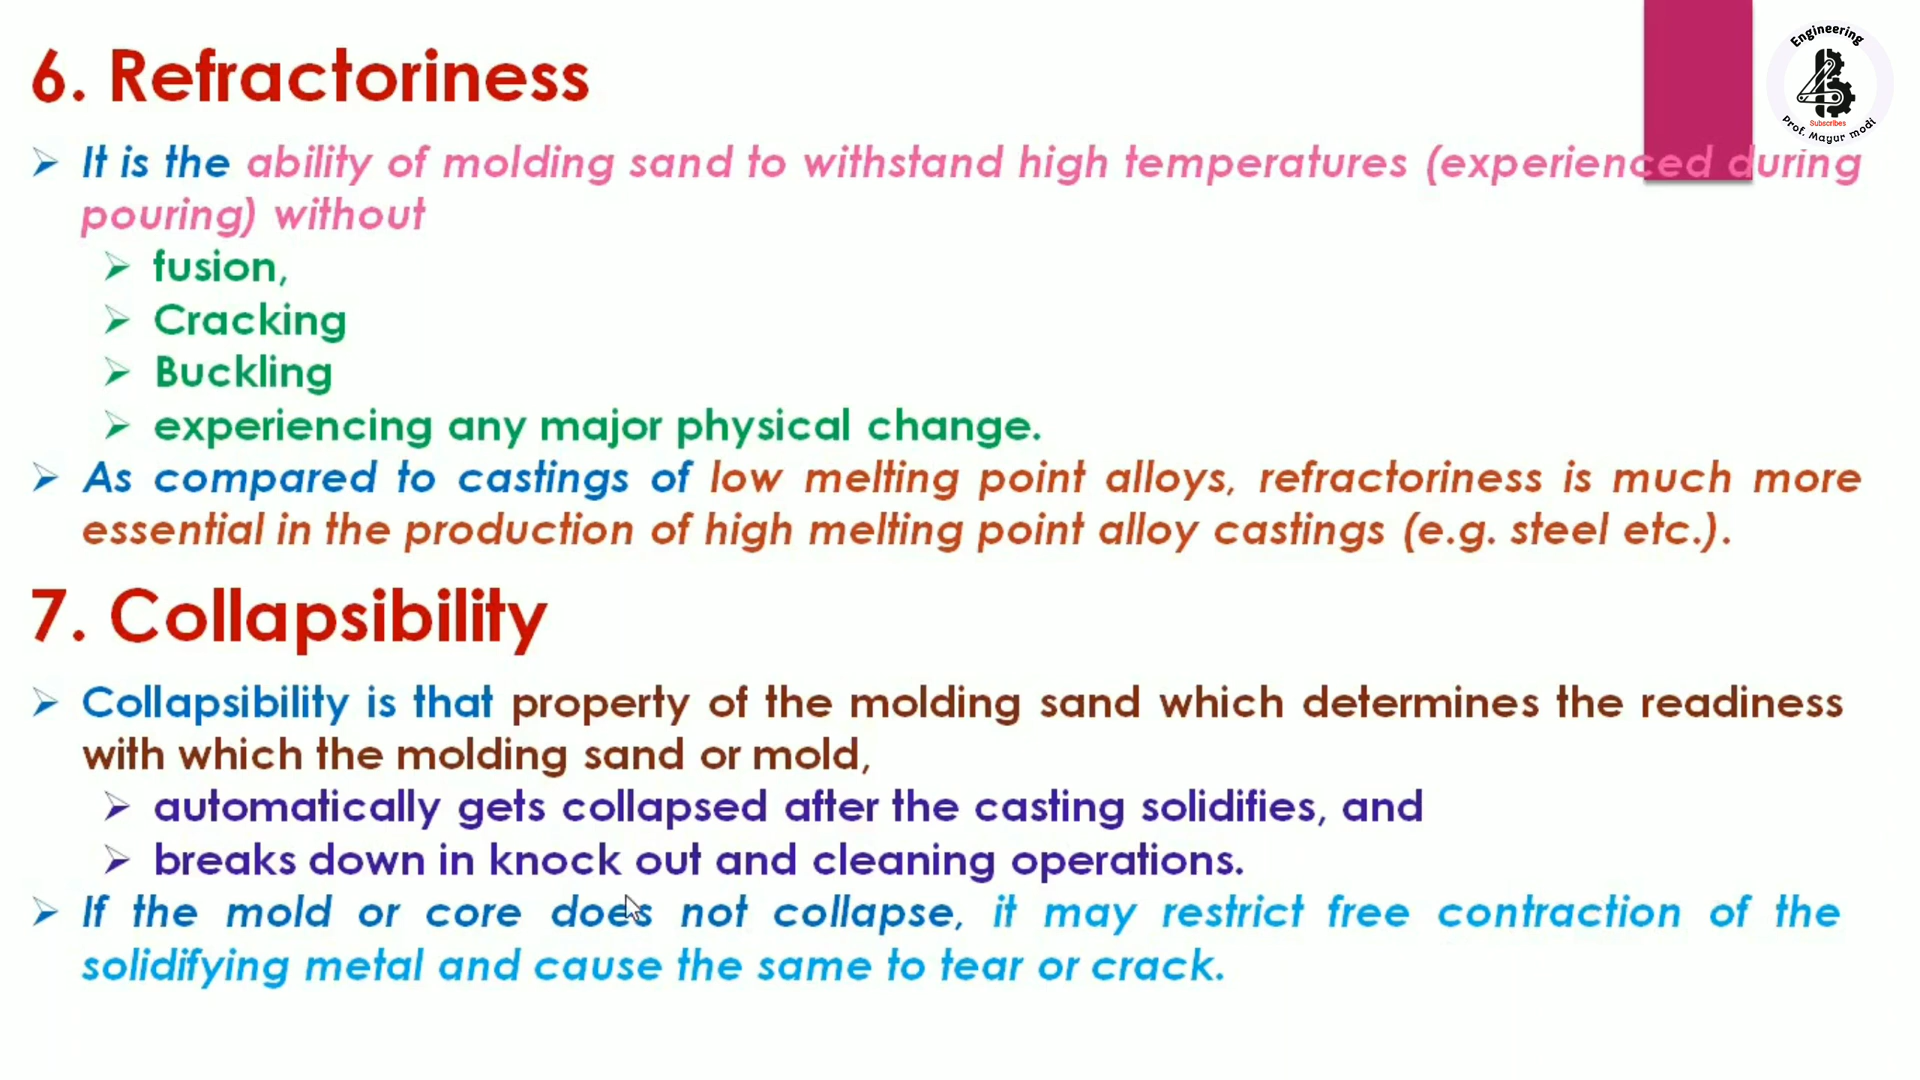 Engineering
Subscribes
Prof. Mayur modi
6. Refractoriness
➢ It is the ability of molding sand to withstand high temperatures (experienced during
pouring) without
➢ fusion,
➢ Cracking
➢ Buckling
➢ experiencing any major physical change.
➢ As compared to castings of low melting point alloys, refractoriness is much more
essential in the production of high melting point alloy castings (e.g. steel etc.).
7. Collapsibility
➢ Collapsibility is that property of the molding sand which determines the readiness
with which the molding sand or mold,
➢ automatically gets collapsed after the casting solidifies, and
➢ breaks down in knock out and cleaning operations.
➢ If the mold or core does not collapse, it may restrict free contraction of the
solidifying metal and cause the same to tear or crack.